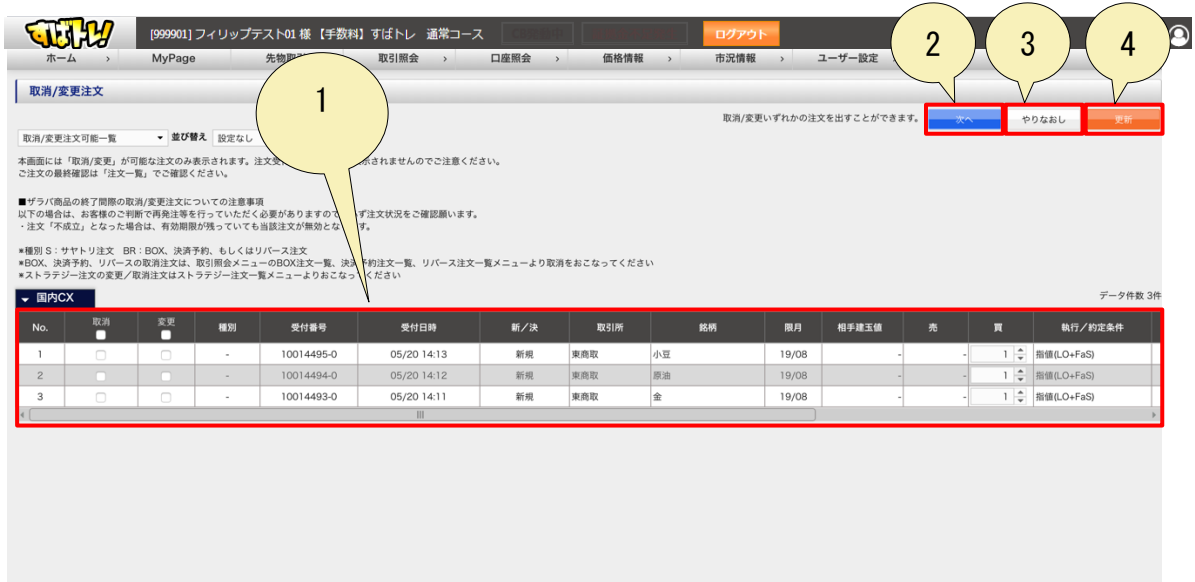 すばトレ!
[999901] フィリップテスト01 様 【手数料】すばトレ　通常コース
ログアウト
ホーム > MyPage 先物取 取引照会 > 口座照会 > 価格情報 > 市況情報 > ユーザー設定
1
2
3
4
取消/変更注文
取消/変更いずれかの注文を出すことができます。 次へ やりなおし 更新
取消/変更注文可能一覧 並び替え 設定なし
本画面には「取消/変更」が可能な注文のみ表示されます。注文受 示されませんのでご注意ください。
ご注文の最終確認は「注文一覧」でご確認ください。
■ザラバ商品の終了間際の取消/変更注文についての注意事項
以下の場合は、お客様のご判断で再発注等を行っていただく必要がありますので ず注文状況をご確認願います。
・注文「不成立」となった場合は、有効期限が残っていても当該注文が無効とな す。
*種別 S：サヤトリ注文　BR：BOX、決済予約、もしくはリバース注文
*BOX、決済予約、リバースの取消注文は、取引照会メニューのBOX注文一覧、決済予約注文一覧、リバース注文一覧メニューより取消をおこなってください
*ストラテジー注文の変更／取消注文はストラテジー注文一覧メニューよりおこなってください
国内CX データ件数 3件
No. 取消 変更 種別 受付番号 受付日時 新／決 取引所 銘柄 限月 相手建玉値 売 買 執行／約定条件
1 - 10014495-0 05/20 14:13 新規 東商取 小豆 19/08 - - 1 指値(LO+FaS)
2 - 10014494-0 05/20 14:12 新規 東商取 原油 19/08 - - 1 指値(LO+FaS)
3 - 10014493-0 05/20 14:11 新規 東商取 金 19/08 - - 1 指値(LO+FaS)